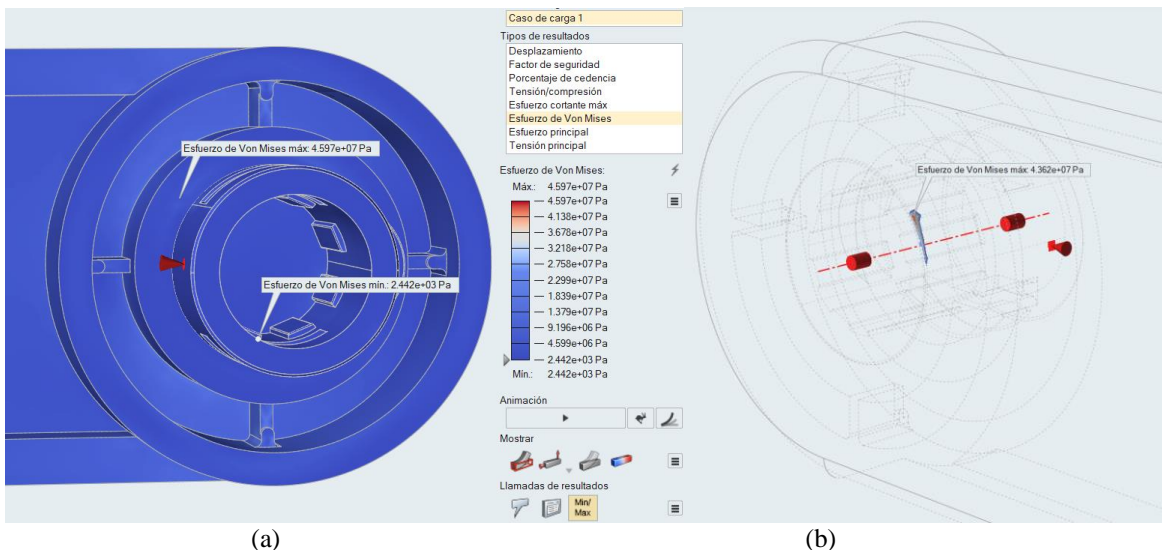 Caso de carga 1
Tipos de resultados
Desplazamiento
Factor de seguridad
Porcentaje de cedencia
Tensión/compresión
Esfuerzo cortante máx
Esfuerzo de Von Mises
Esfuerzo principal
Tensión principal
Esfuerzo de Von Mises:
Máx.: 4.597e+07 Pa
4.597e+07 Pa
4.138e+07 Pa
3.678e+07 Pa
3.218e+07 Pa
2.758e+07 Pa
2.299e+07 Pa
1.839e+07 Pa
1.379e+07 Pa
9.196e+06 Pa
4.599e+06 Pa
2.442e+03 Pa
Mín.: 2.442e+03 Pa
Animación
Mostrar
Llamadas de resultados
Min/
Max
Esfuerzo de Von Mises máx: 4.597e+07 Pa
Esfuerzo de Von Mises mín.: 2.442e+03 Pa
Esfuerzo de Von Mises máx: 4.362e+07 Pa
(a)
(b)